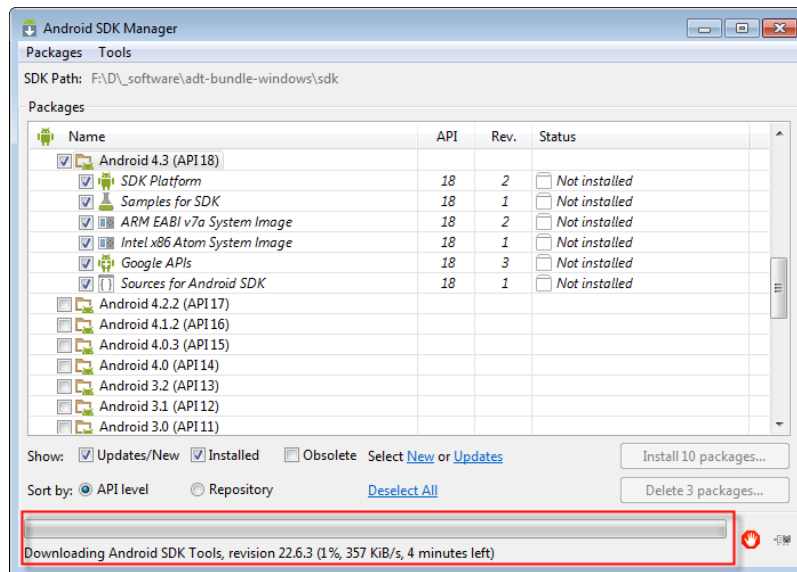 Android SDK Manager
Packages Tools
SDK Path: F:\D\_software\adt-bundle-windows\sdk
Packages
Name API Rev. Status
Android 4.3 (API 18)
SDK Platform 18 2 Not installed
Samples for SDK 18 1 Not installed
ARM EABI v7a System Image 18 2 Not installed
Intel x86 Atom System Image 18 1 Not installed
Google APIs 18 3 Not installed
Sources for Android SDK 18 1 Not installed
Android 4.2.2 (API 17)
Android 4.1.2 (API 16)
Android 4.0.3 (API 15)
Android 4.0 (API 14)
Android 3.2 (API 13)
Android 3.1 (API 12)
Android 3.0 (API 11)
Show: Updates/New Installed Obsolete Select New or Updates Install 10 packages...
Sort by: API level Repository Deselect All Delete 3 packages...
Downloading Android SDK Tools, revision 22.6.3 (1%, 357 KiB/s, 4 minutes left)